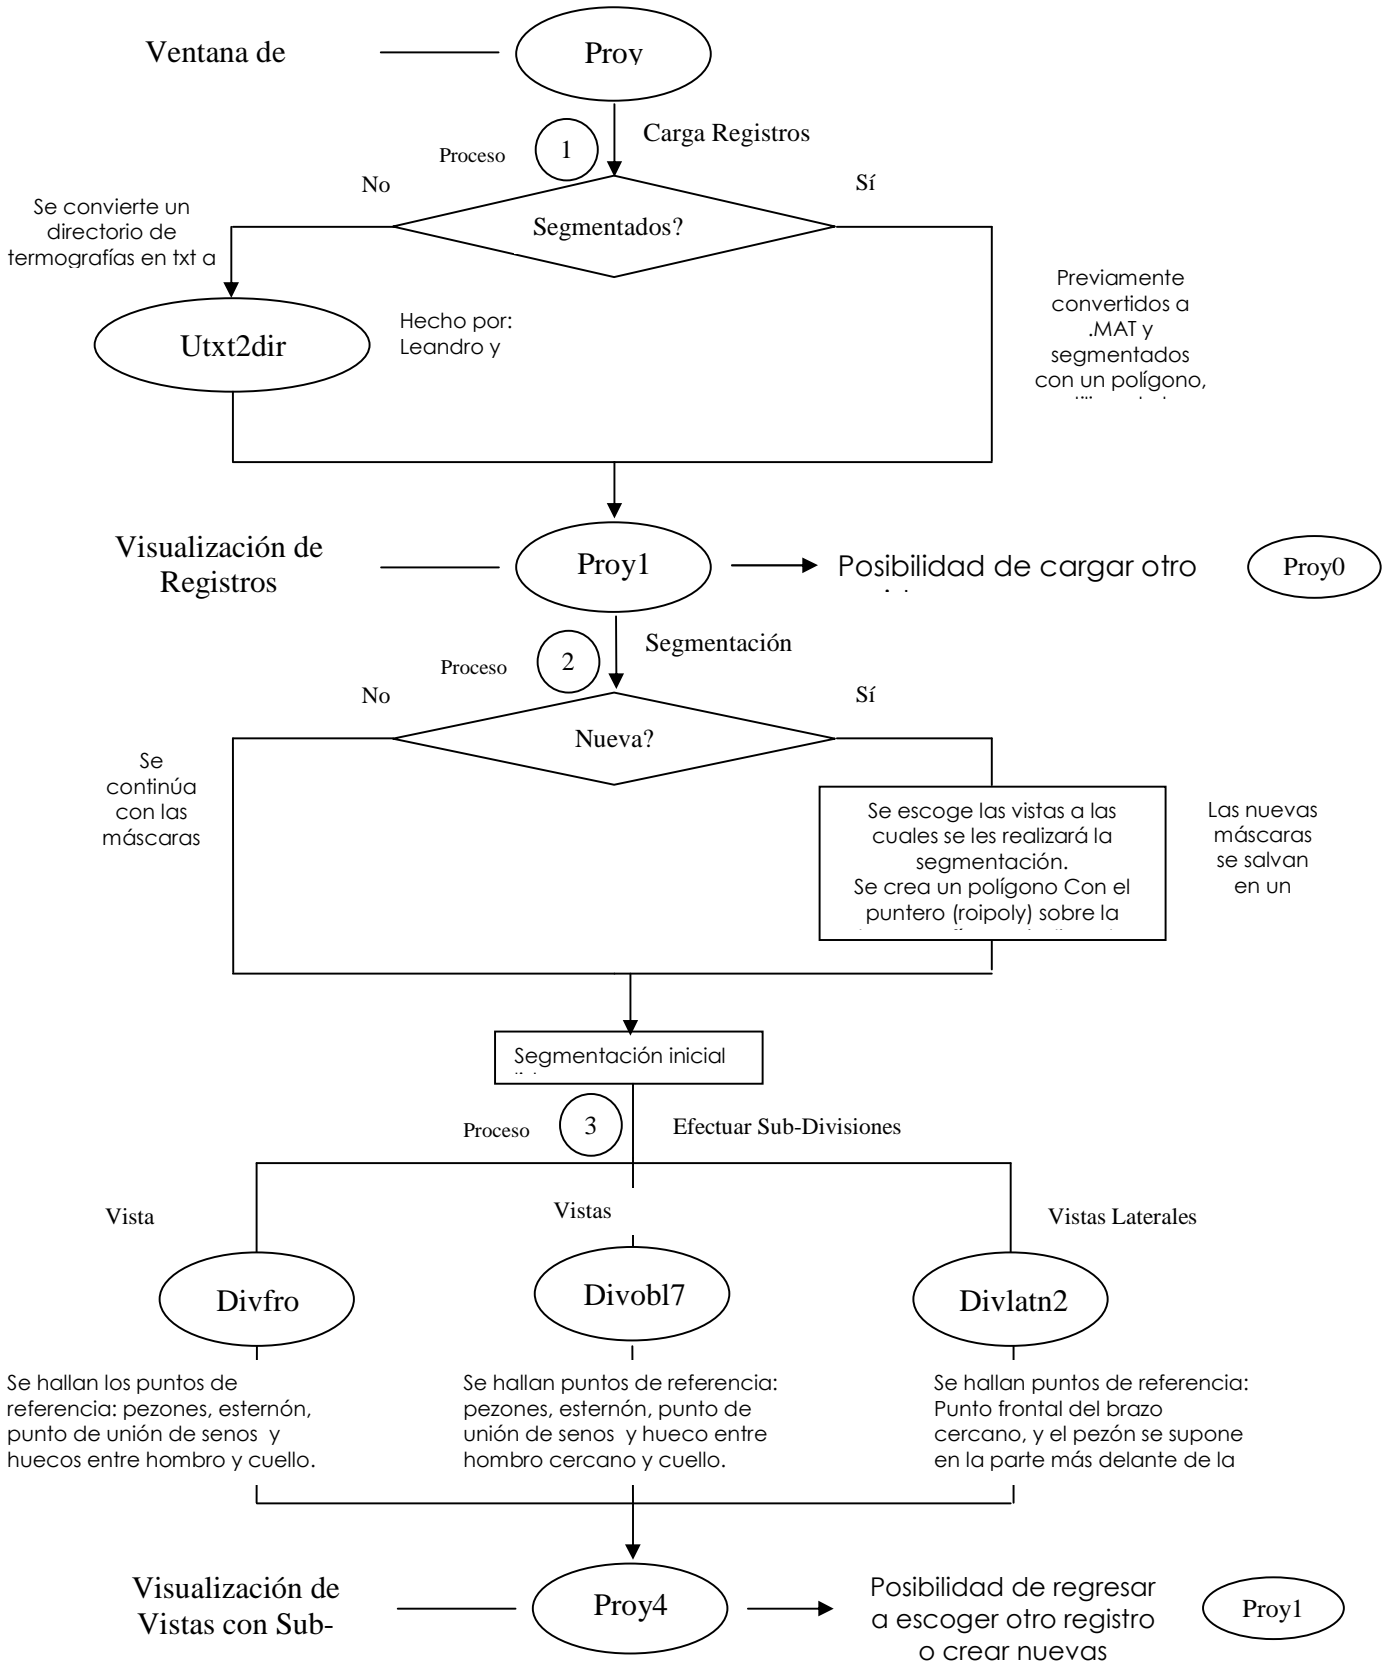 Ventana de
Proy
Carga Registros
Proceso
1
No
Sí
Se convierte un
directorio de
termografías en txt a
Segmentados?
Previamente
convertidos a
.MAT y
segmentados
con un polígono,
Utxt2dir
Hecho por:
Leandro y
Visualización de
Registros
Proy1
Posibilidad de cargar otro
Proy0
Segmentación
Proceso
2
No
Sí
Nueva?
Se
continúa
con las
máscaras
Se escoge las vistas a las
cuales se les realizará la
segmentación.
Se crea un polígono Con el
puntero (roipoly) sobre la
Las nuevas
máscaras
se salvan
en un
Segmentación inicial
Proceso
3
Efectuar Sub-Divisiones
Vista
Vistas
Vistas Laterales
Divfro
Divobl7
Divlatn2
Se hallan los puntos de
referencia: pezones, esternón,
punto de unión de senos y
huecos entre hombro y cuello.
Se hallan puntos de referencia:
pezones, esternón, punto de
unión de senos y hueco entre
hombro cercano y cuello.
Se hallan puntos de referencia:
Punto frontal del brazo
cercano, y el pezón se supone
en la parte más delante de la
Visualización de
Vistas con Sub-
Proy4
Posibilidad de regresar
a escoger otro registro
o crear nuevas
Proy1